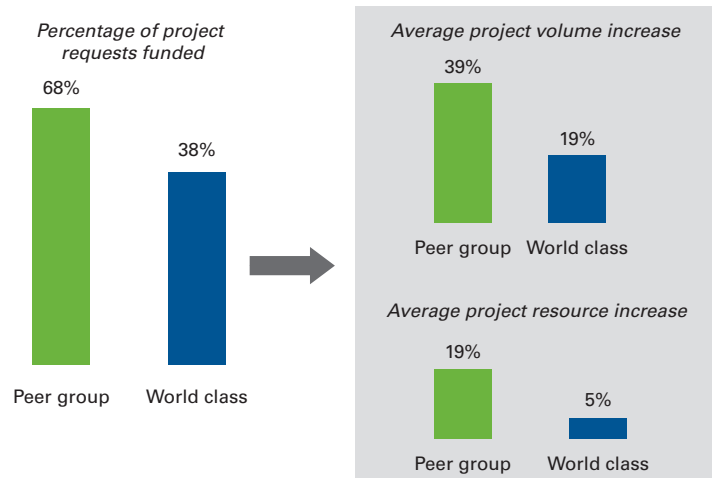 Percentage of project
requests funded
68%
38%
Peer group
World class
Average project volume increase
39%
19%
Peer group
World class
Average project resource increase
19%
5%
Peer group
World class